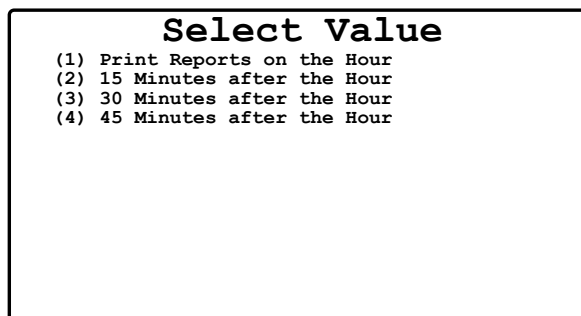 Select Value
(1) Print Reports on the Hour
(2) 15 Minutes after the Hour
(3) 30 Minutes after the Hour
(4) 45 Minutes after the Hour